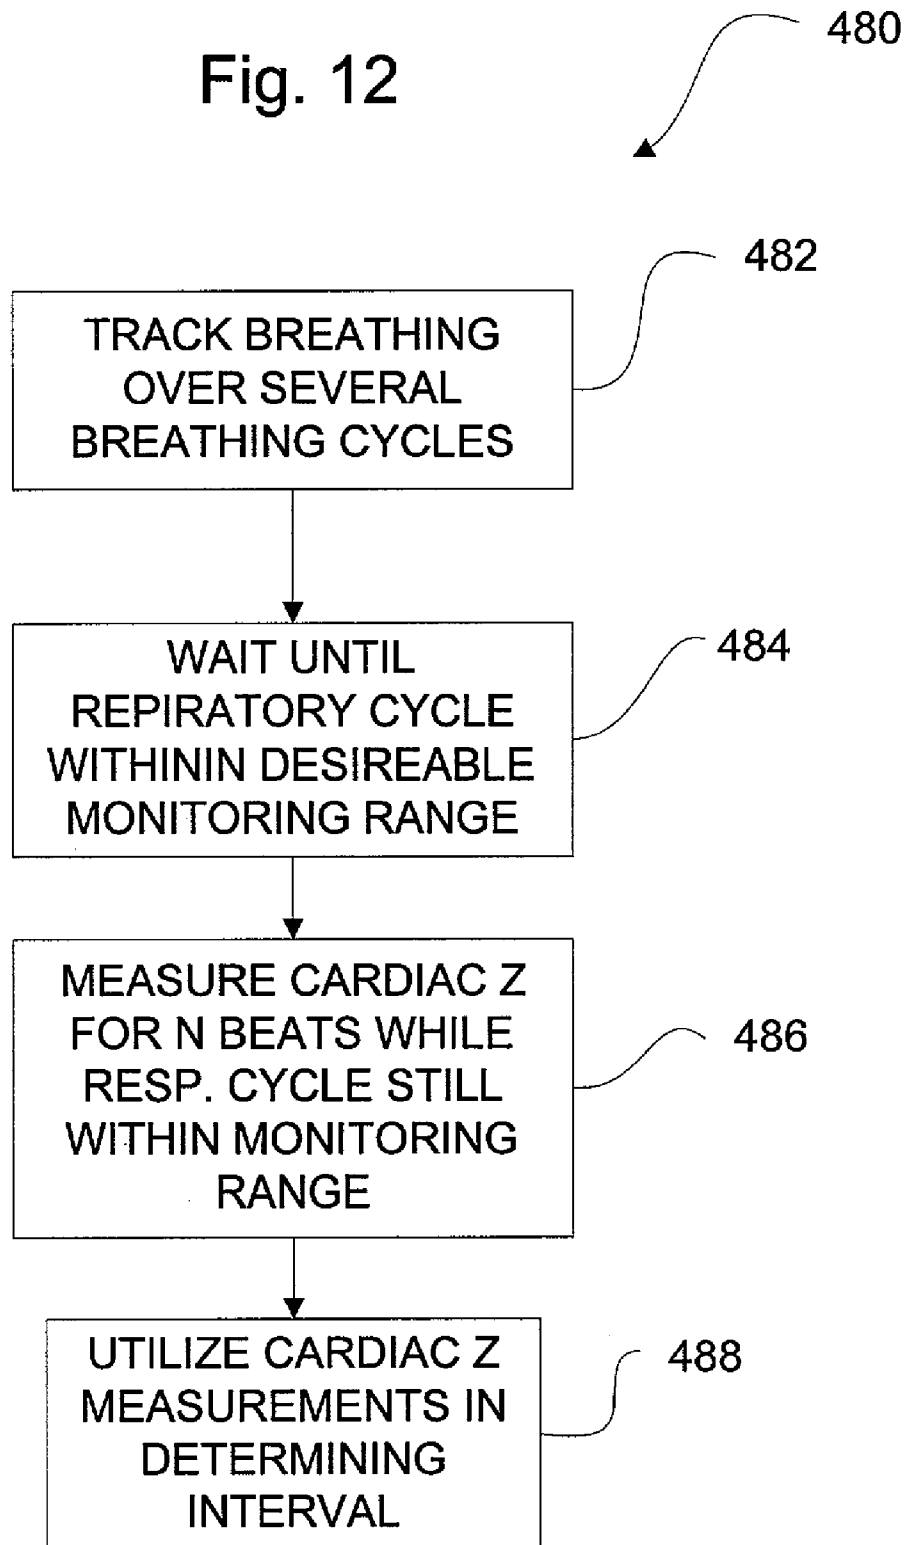 480
Fig. 12
482
TRACK BREATHING
OVER SEVERAL
BREATHING CYCLES
484
WAIT UNTIL
REPIRATORY CYCLE
WITHININ DESIREABLE
MONITORING RANGE
486
MEASURE CARDIAC Z
FOR N BEATS WHILE
RESP. CYCLE STILL
WITHIN MONITORING
RANGE
488
UTILIZE CARDIAC Z
MEASUREMENTS IN
DETERMINING
INTERVAL